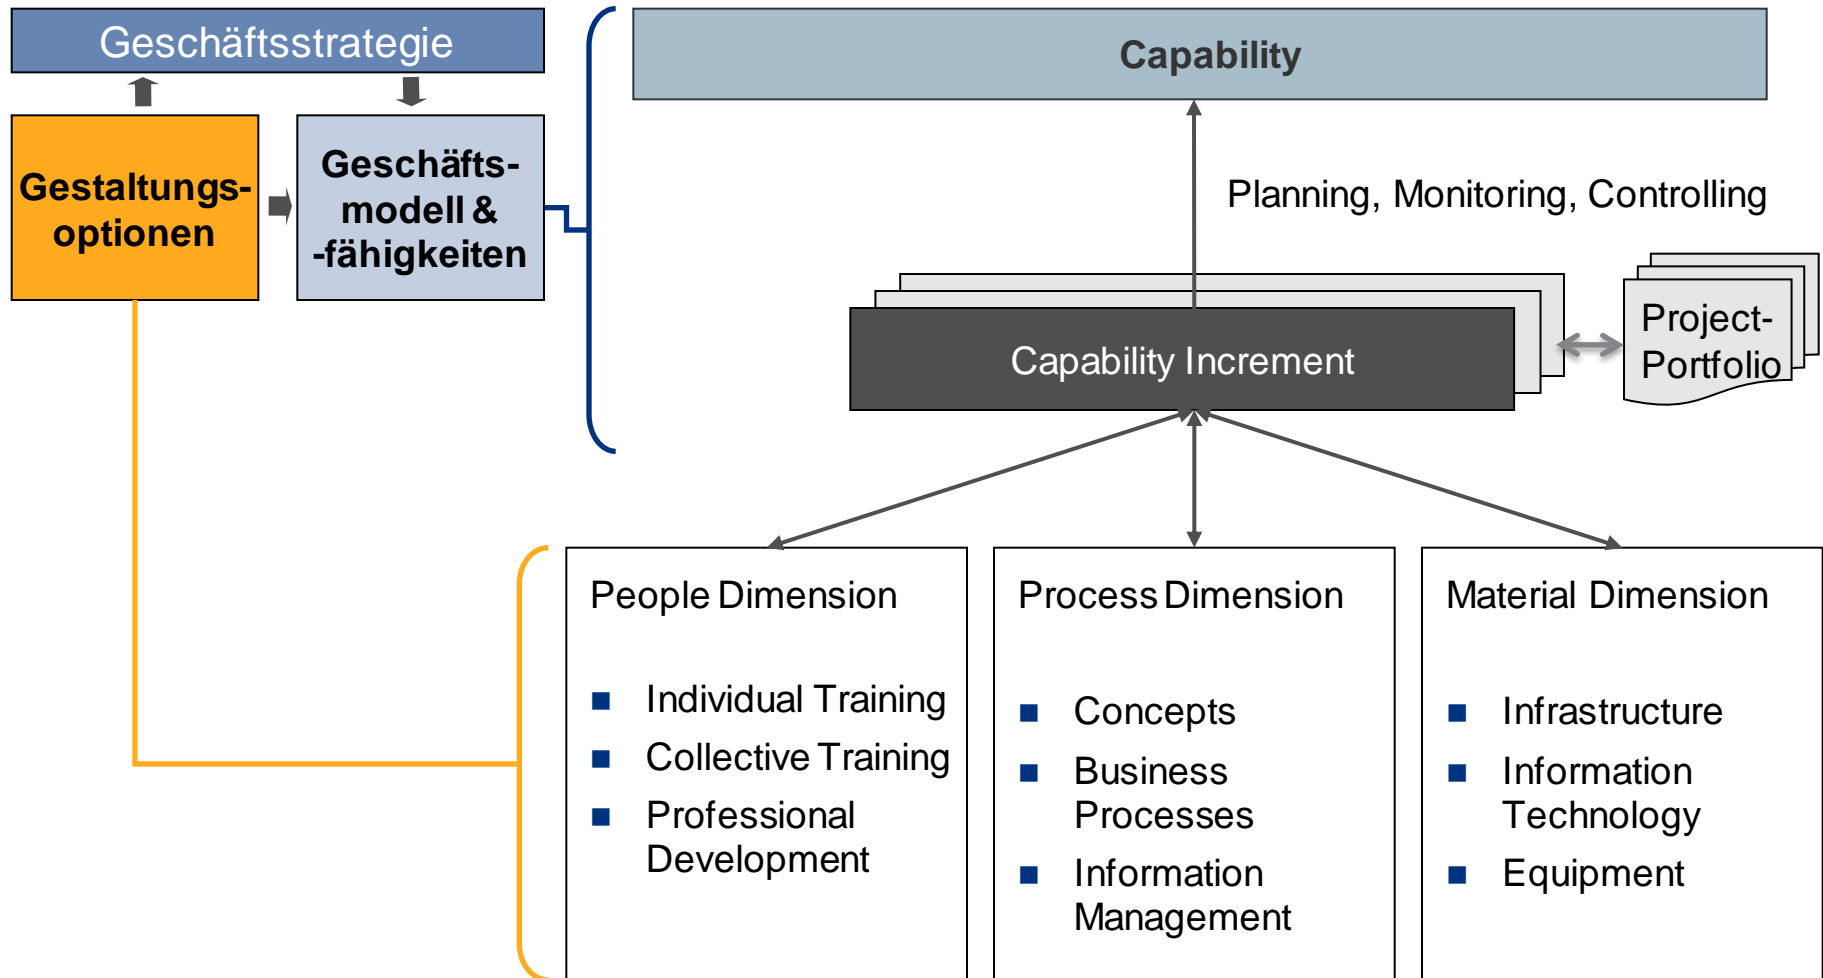 Geschäftsstrategie
Gestaltungs-
optionen
Geschäfts-
modell &
-fähigkeiten
Capability
Planning, Monitoring, Controlling
Capability Increment
Project-
Portfolio
People Dimension
Individual Training
Collective Training
Professional
Development
Process Dimension
Concepts
Business
Processes
Information
Management
Material Dimension
Infrastructure
Information
Technology
Equipment